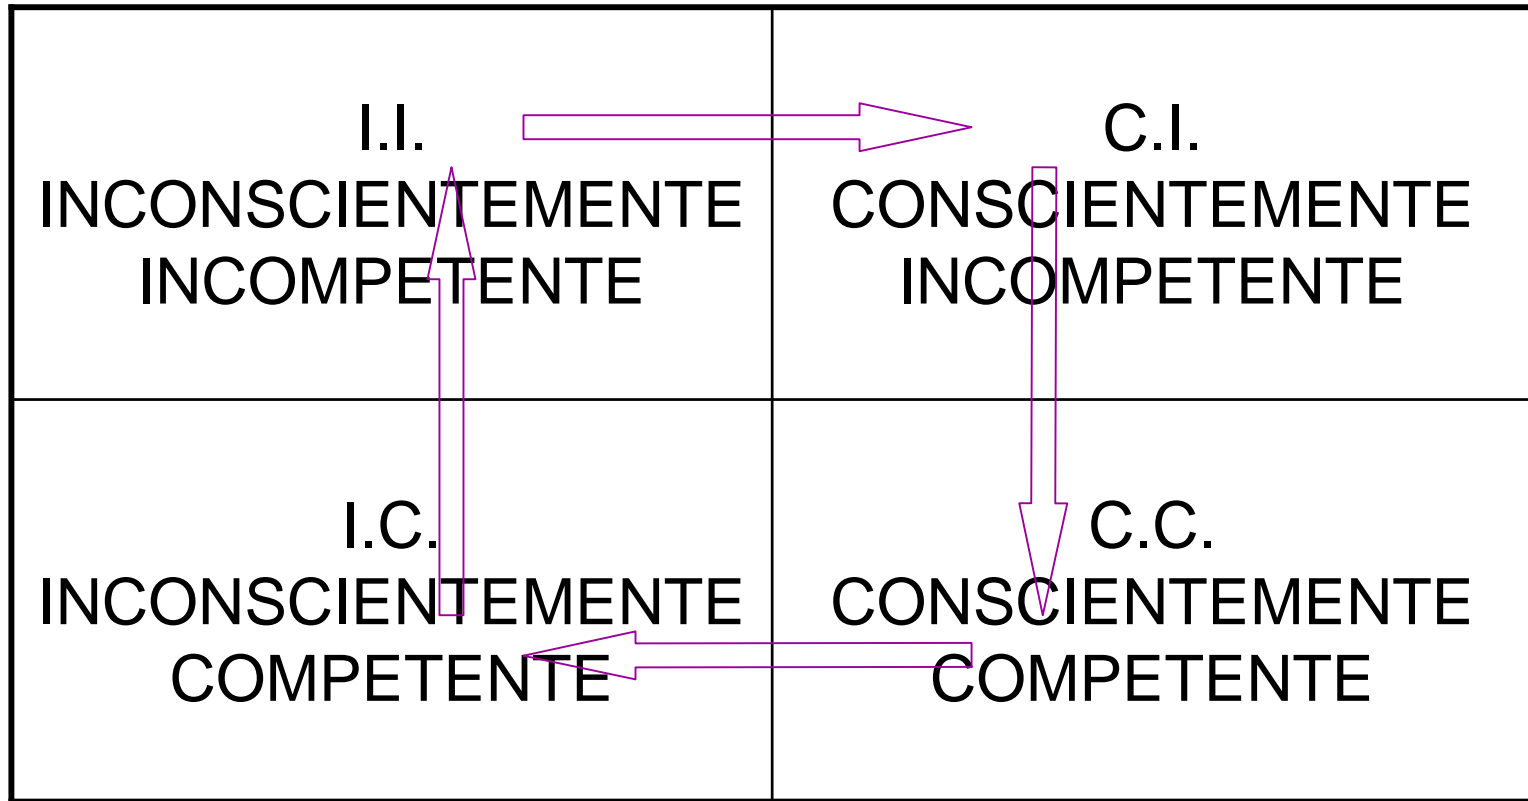 I.I.
INCONSCIENTEMENTE
INCOMPETENTE
C.I.
CONSCIENTEMENTE
INCOMPETENTE
I.C.
INCONSCIENTEMENTE
COMPETENTE
C.C.
CONSCIENTEMENTE
COMPETENTE